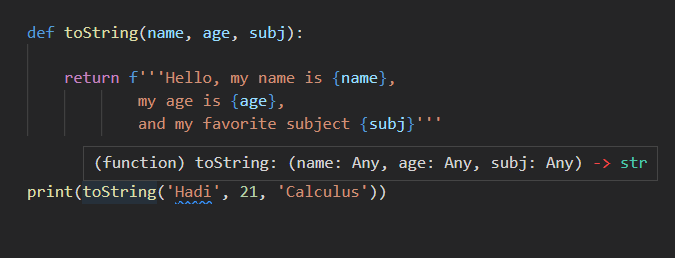 def toString(name, age, subj):
return f'''Hello, my name is {name},
my age is {age},
and my favorite subject {subj}'''
(function) toString: (name: Any, age: Any, subj: Any) -> str
print(toString('Hadi', 21, 'Calculus'))